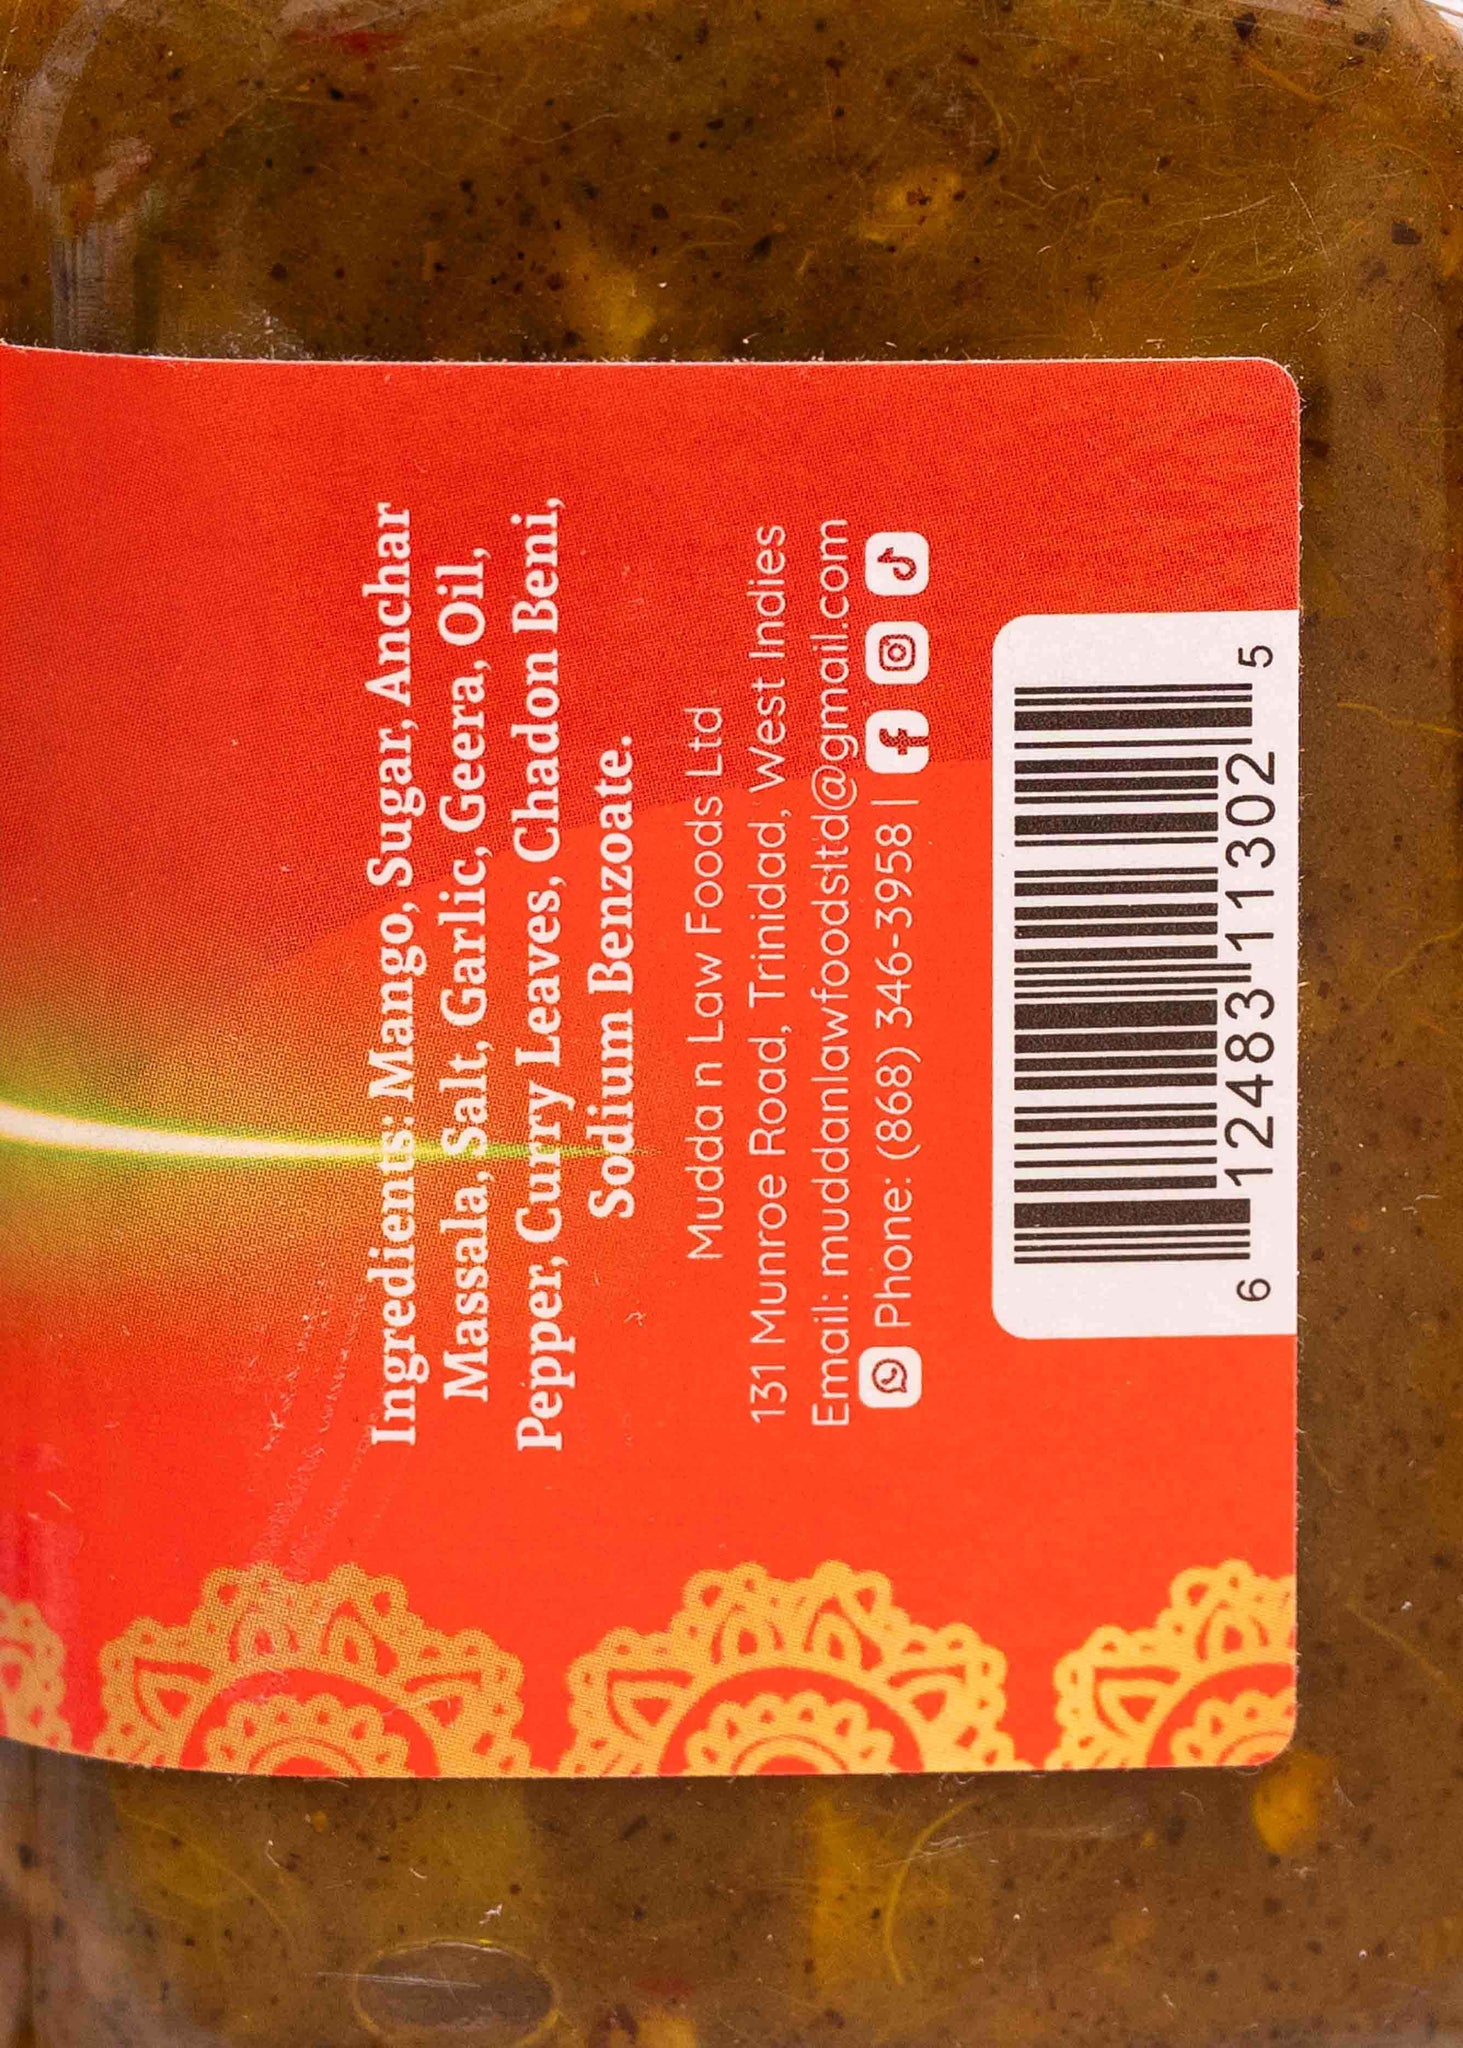 Ingredients: Mango, Sugar, Anchar
Massala, Salt, Garlic, Geera, Oil,
Pepper, Curry Leaves, Chadon Beni,
Sodium Benzoate.
Mudda n Law Foods Ltd
131 Munroe Road, Trinidad, West Indies
Email: muddanlawfoodsltd@gmail.com
Phone: (868) 346-3958 |
6 12483 11302 5